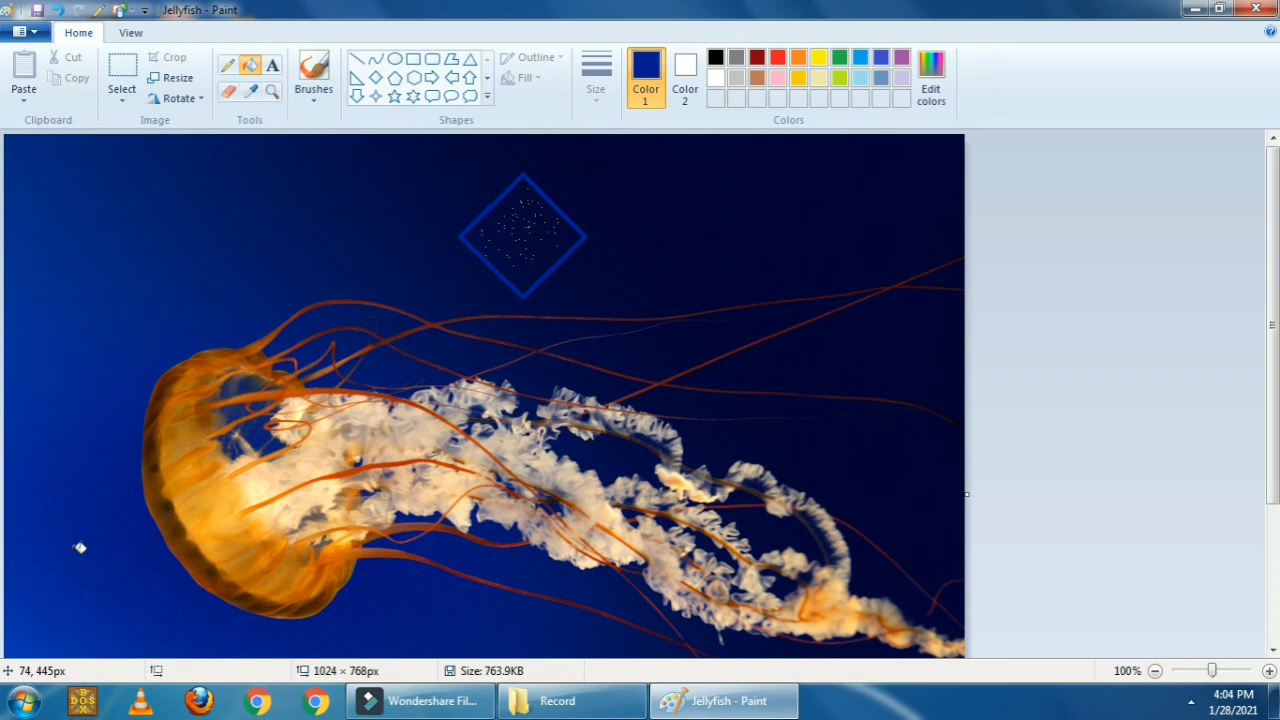 Jellyfish - Paint
Home View
Paste
Cut
Copy
Clipboard
Select
Crop
Resize
Rotate
Image
A
Tools
Brushes
Outline
Fill
Shapes
Size
Color 1
Color 2
Edit colors
Colors
74, 445px
1024 × 768px
Size: 763.9KB
100%
DOS BOX
Wondershare Fil...
Record
Jellyfish - Paint
4:04 PM
1/28/2021